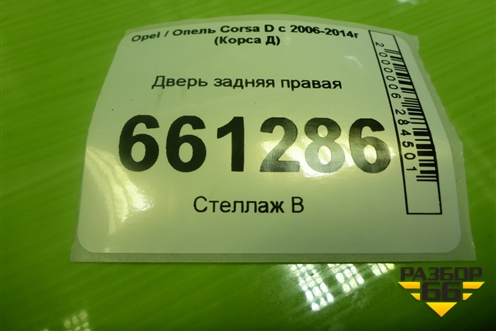 Opel / Опель Corsa D с 2006-2014г
(Корса Д)
Дверь задняя правая
661286
Стеллаж В
2000006284501
РАЗБОР
66